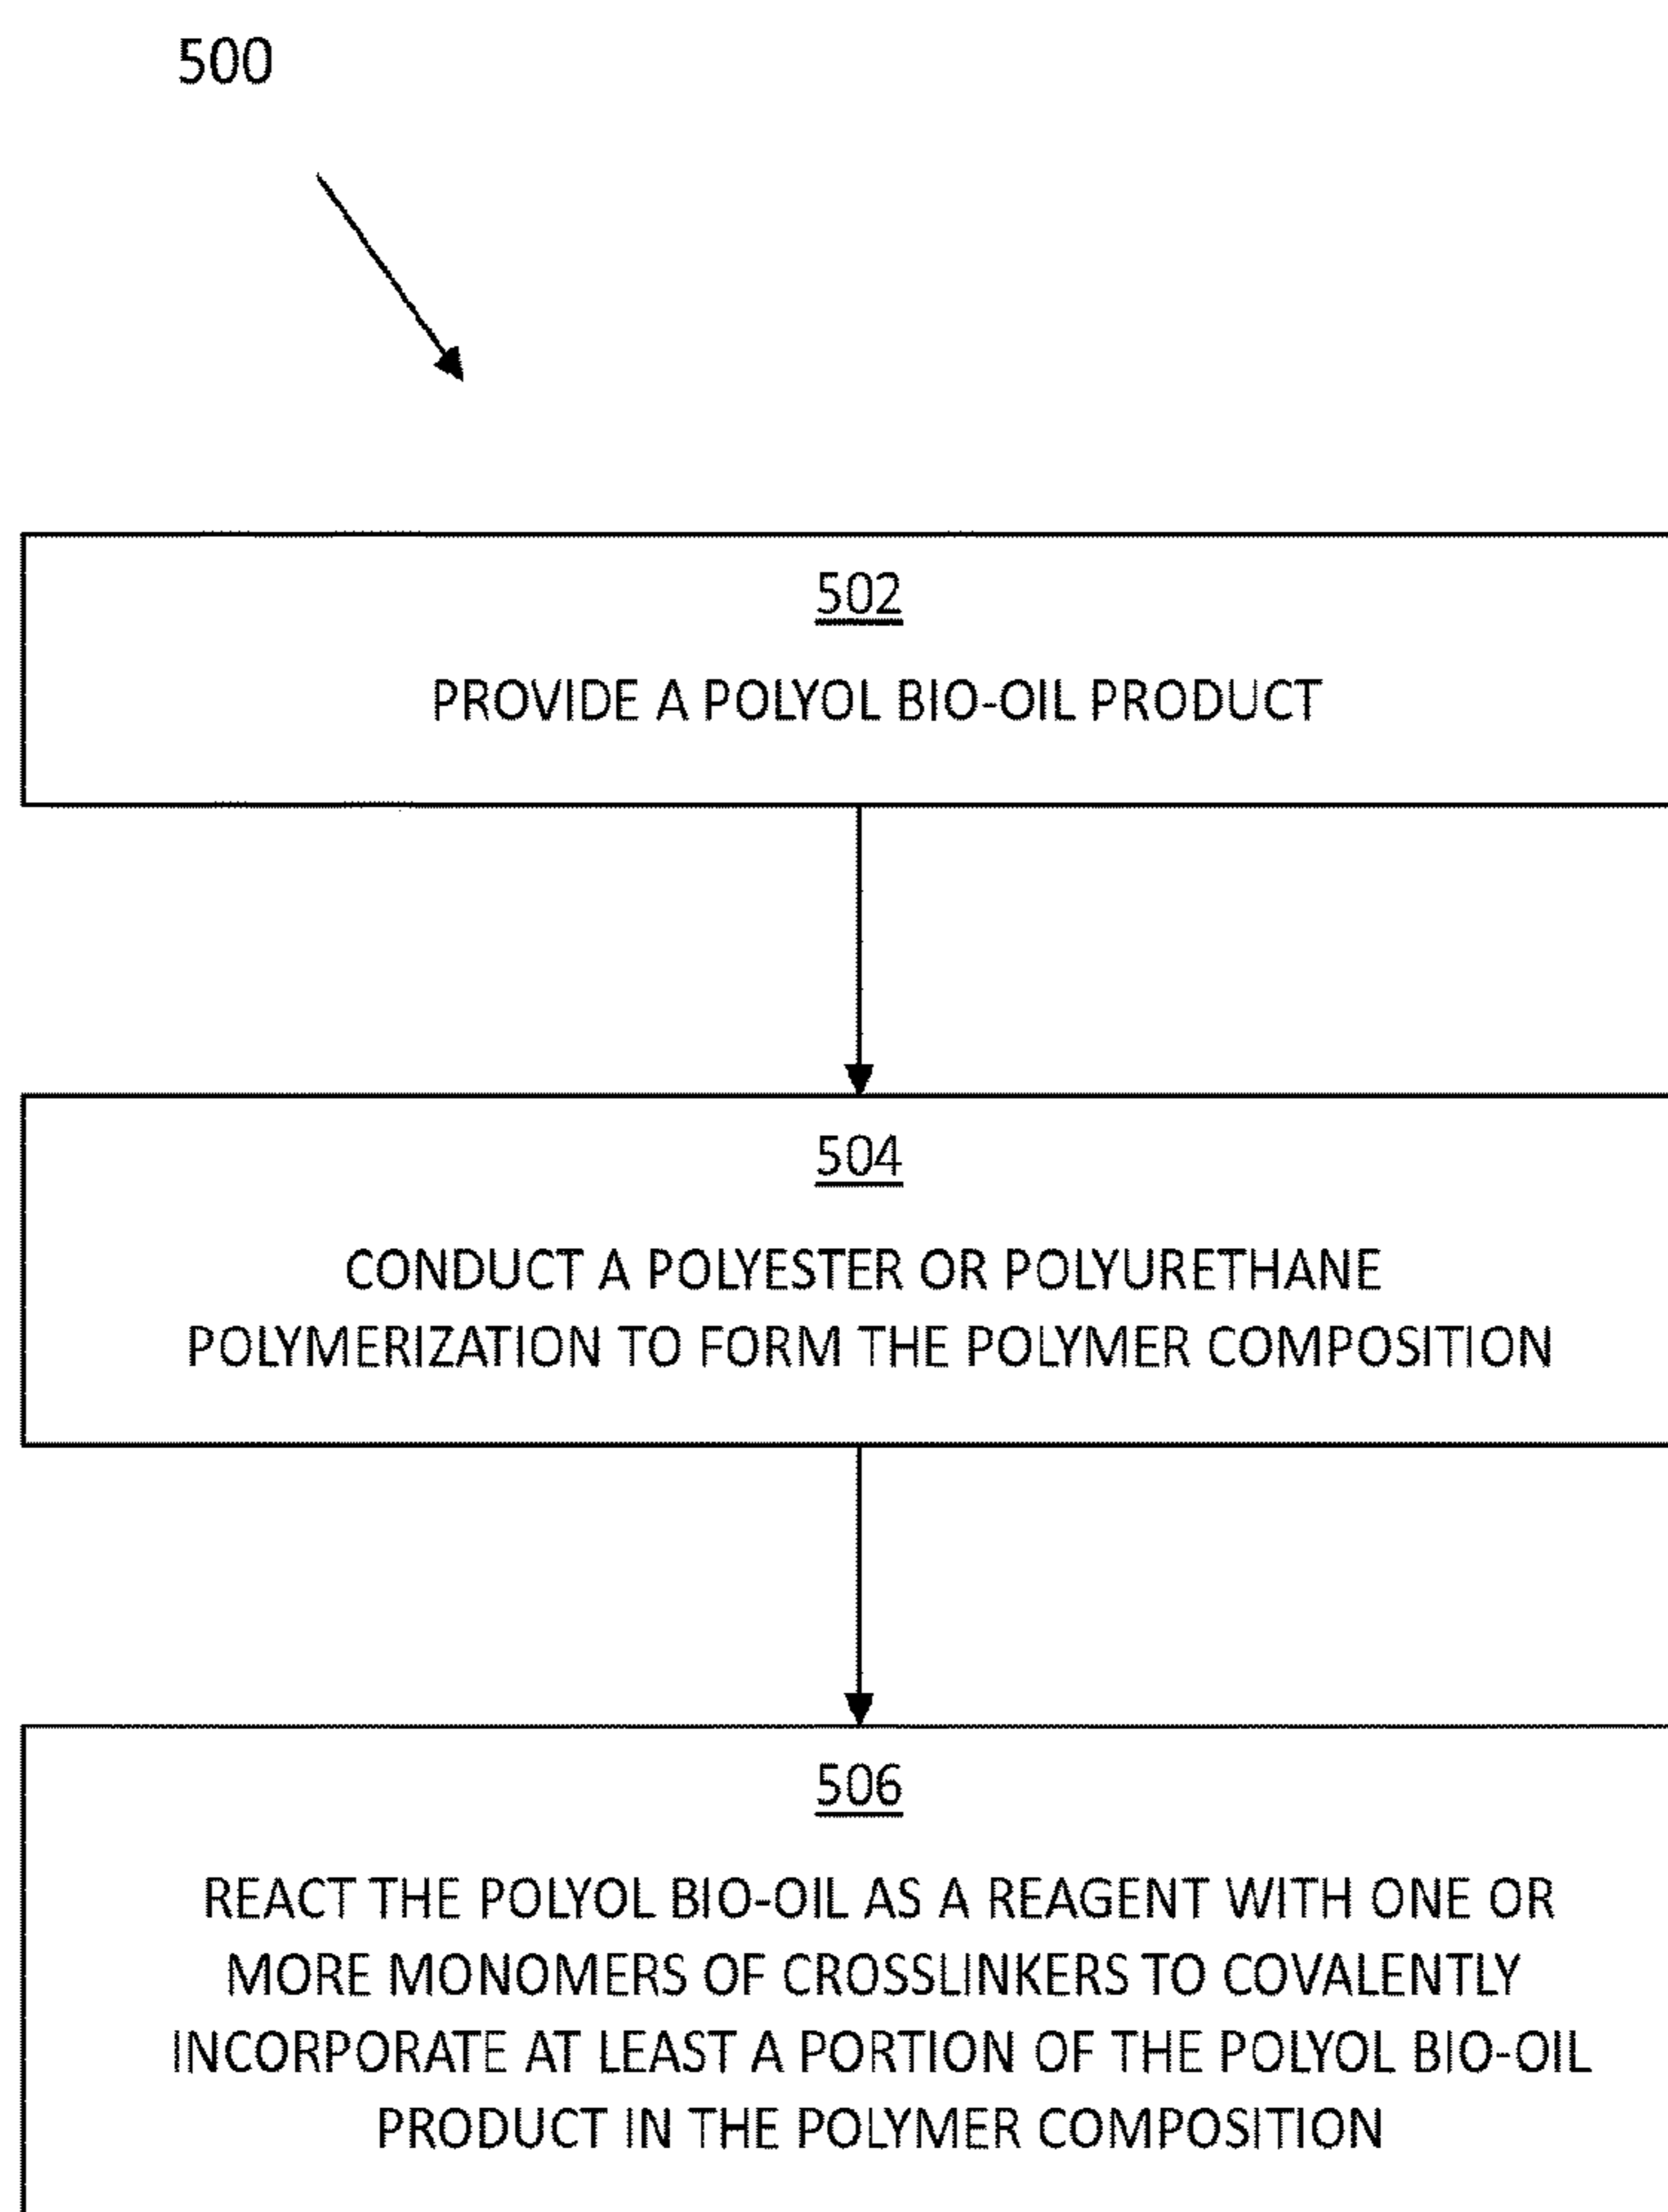 500
502
PROVIDE A POLYOL BIO-OIL PRODUCT
504
CONDUCT A POLYESTER OR POLYURETHANE
POLYMERIZATION TO FORM THE POLYMER COMPOSITION
506
REACT THE POLYOL BIO-OIL AS A REAGENT WITH ONE OR
MORE MONOMERS OF CROSSLINKERS TO COVALENTLY
INCORPORATE AT LEAST A PORTION OF THE POLYOL BIO-OIL
PRODUCT IN THE POLYMER COMPOSITION